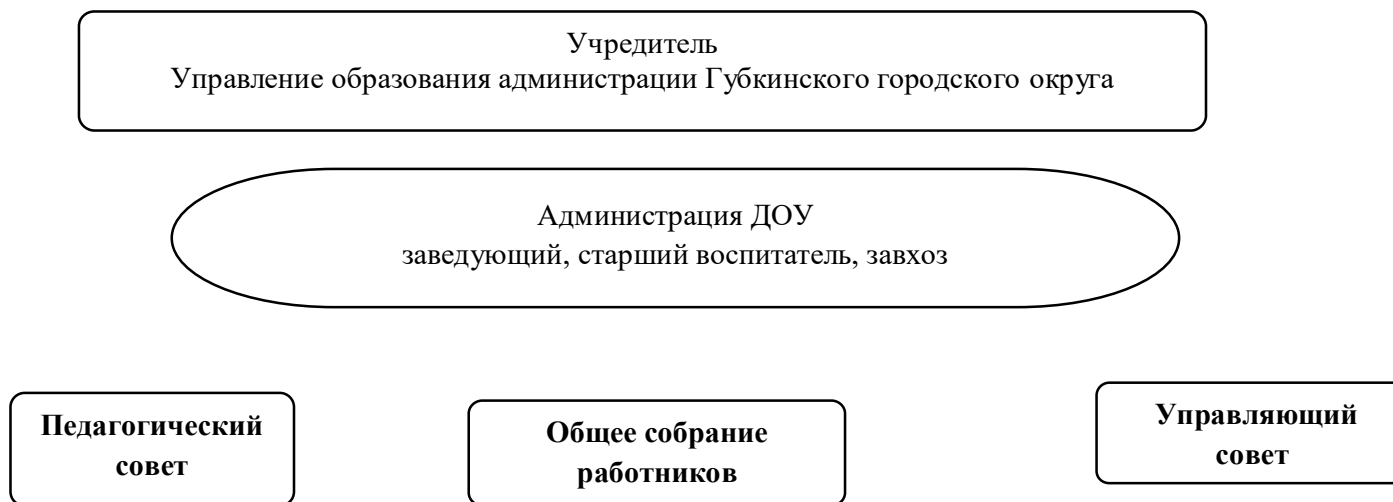 Учредитель
Управление образования администрации Губкинского городского округа
Администрация ДОУ
заведующий, старший воспитатель, завхоз
Педагогический
совет
Общее собрание
работников
Управляющий
совет